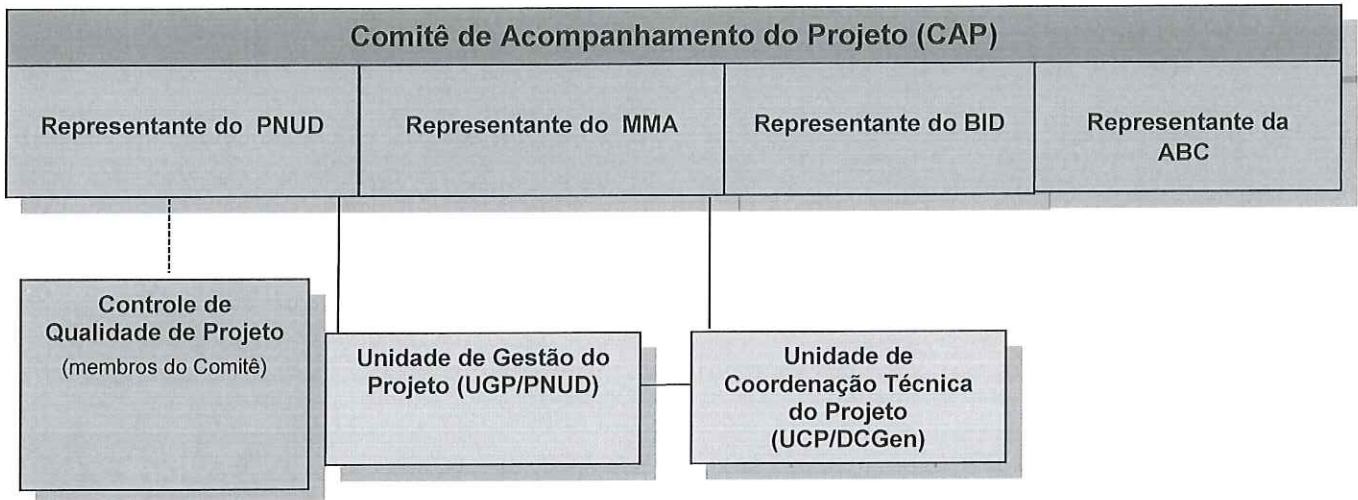 Comitê de Acompanhamento do Projeto (CAP)
Representante do PNUD
Representante do MMA
Representante do BID
Representante da
ABC
Controle de
Qualidade de Projeto
(membros do Comitê)
Unidade de Gestão do
Projeto (UGP/PNUD)
Unidade de
Coordenação Técnica
do Projeto
(UCP/DCGen)